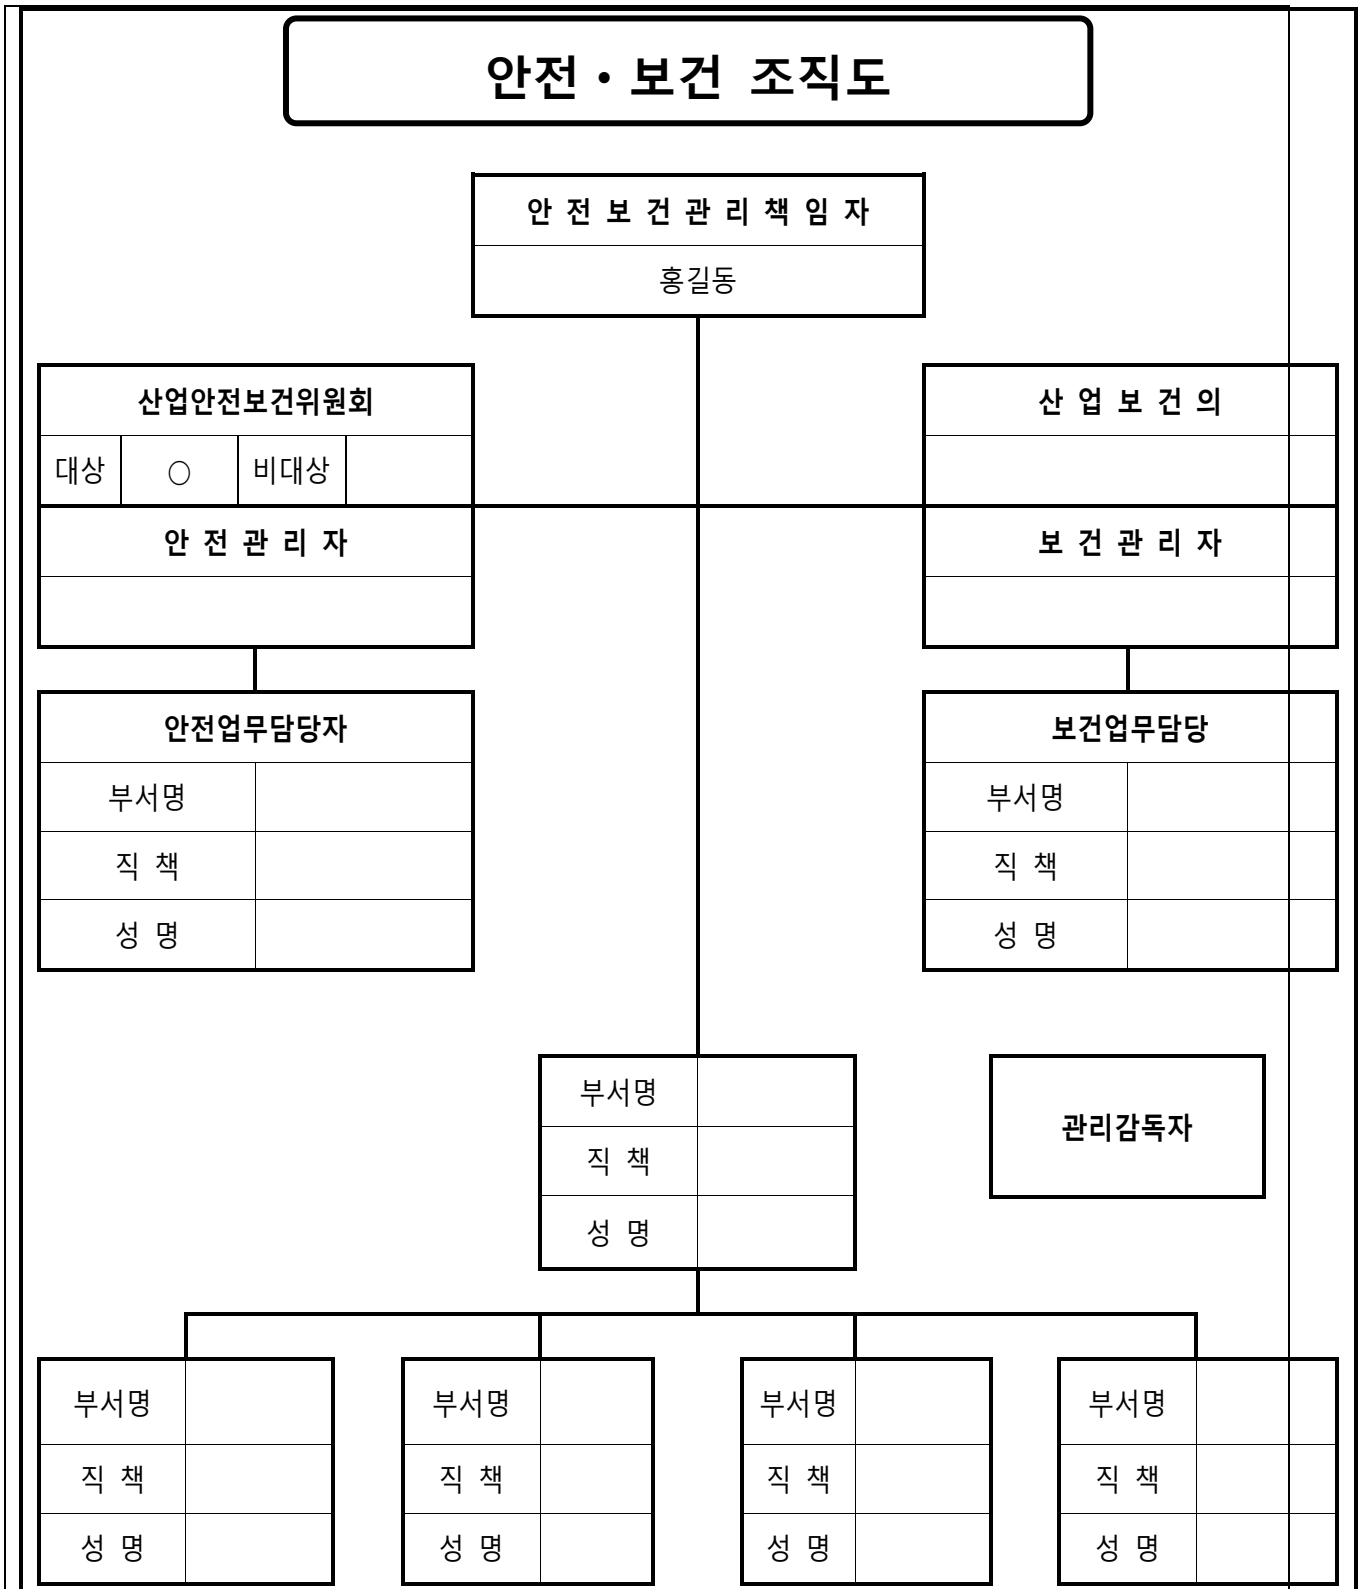 안전·보건 조직도
안 전 보 건 관 리 책 임 자
홍길동
산업안전보건위원회
산 업 보 건 의
대상 ○ 비대상
안 전 관 리 자
보 건 관 리 자
안전업무담당자
보건업무담당
부서명
부서명
직 책
직 책
성 명
성 명
부서명
관리감독자
직 책
성 명
부서명 부서명 부서명 부서명
직 책 직 책 직 책 직 책
성 명 성 명 성 명 성 명